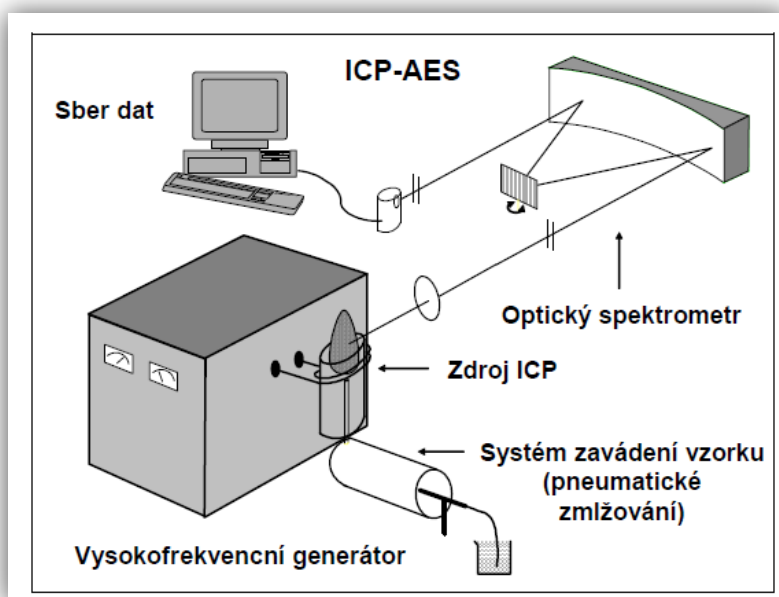 ICP-AES
Sber dat
Optický spektrometr
Zdroj ICP
Systém zavádení vzorku
(pneumatické
zmlžování)
Vysokofrekvencní generátor